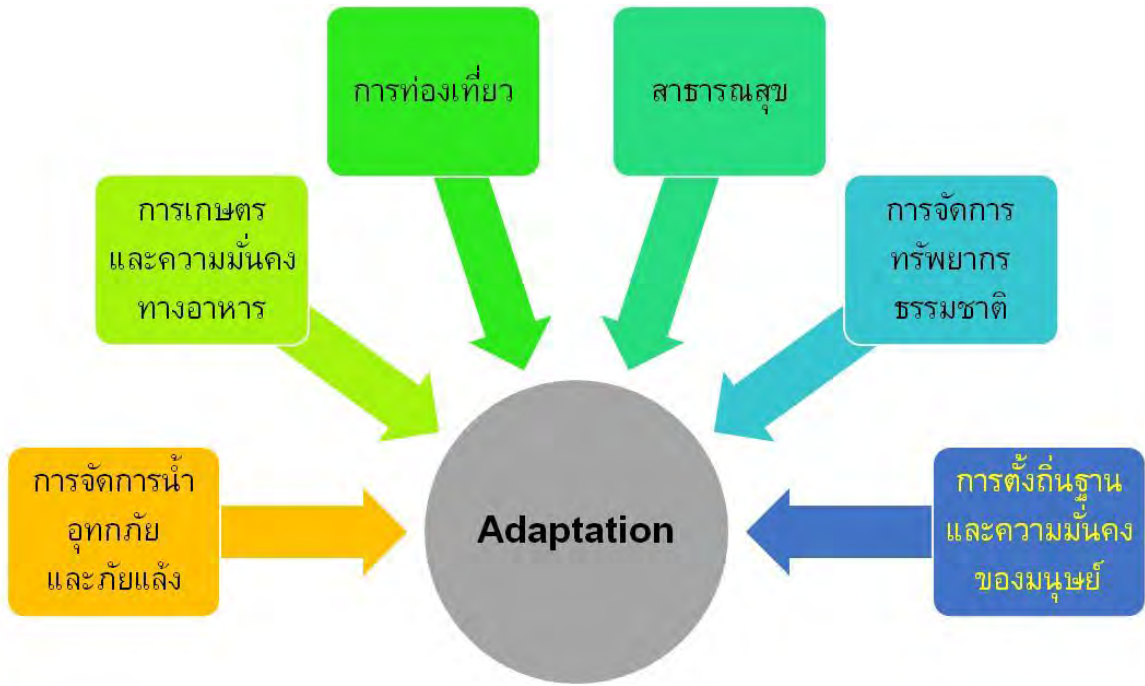 การท่องเที่ยว
สาธารณสุข
การเกษตร
และความมั่นคง
ทางอาหาร
การจัดการ
ทรัพยากร
ธรรมชาติ
การจัดการน้ำ
อุทกภัย
และภัยแล้ง
Adaptation
การตั้งถิ่นฐาน
และความมั่นคง
ของมนุษย์